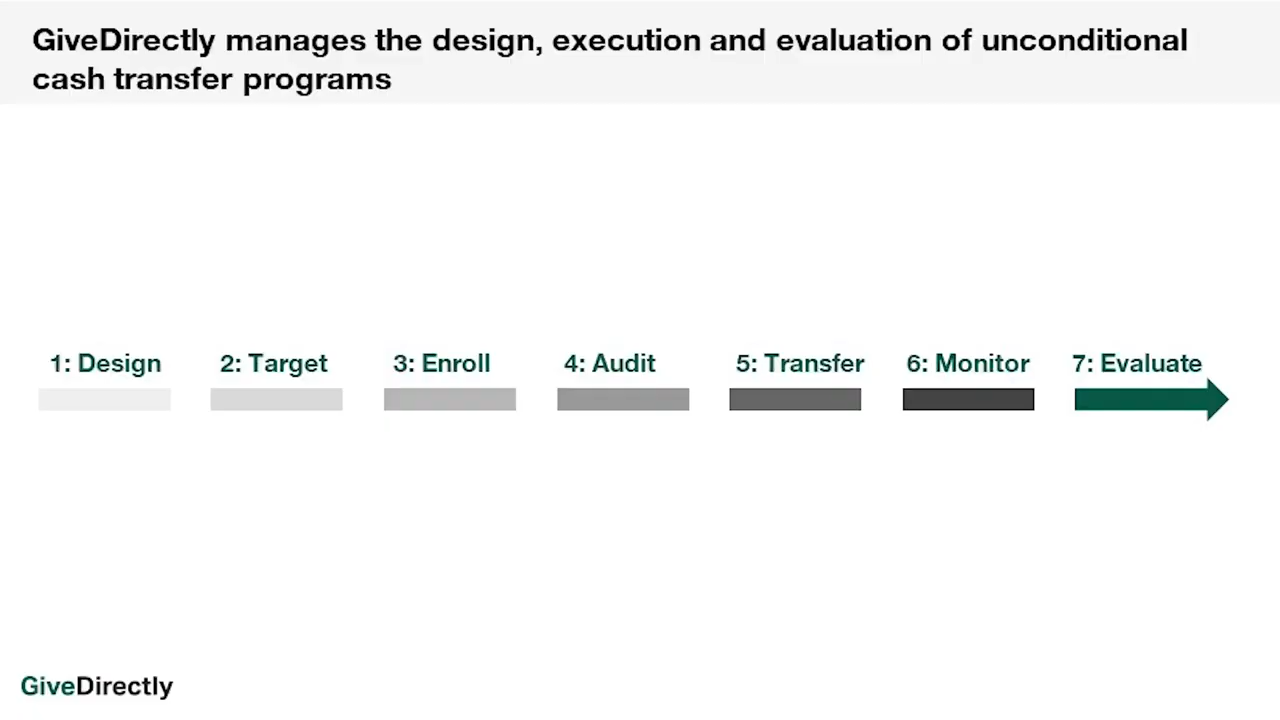 GiveDirectly manages the design, execution and evaluation of unconditional
cash transfer programs
1: Design
2: Target
3: Enroll
4: Audit
5: Transfer
6: Monitor
7: Evaluate
GiveDirectly